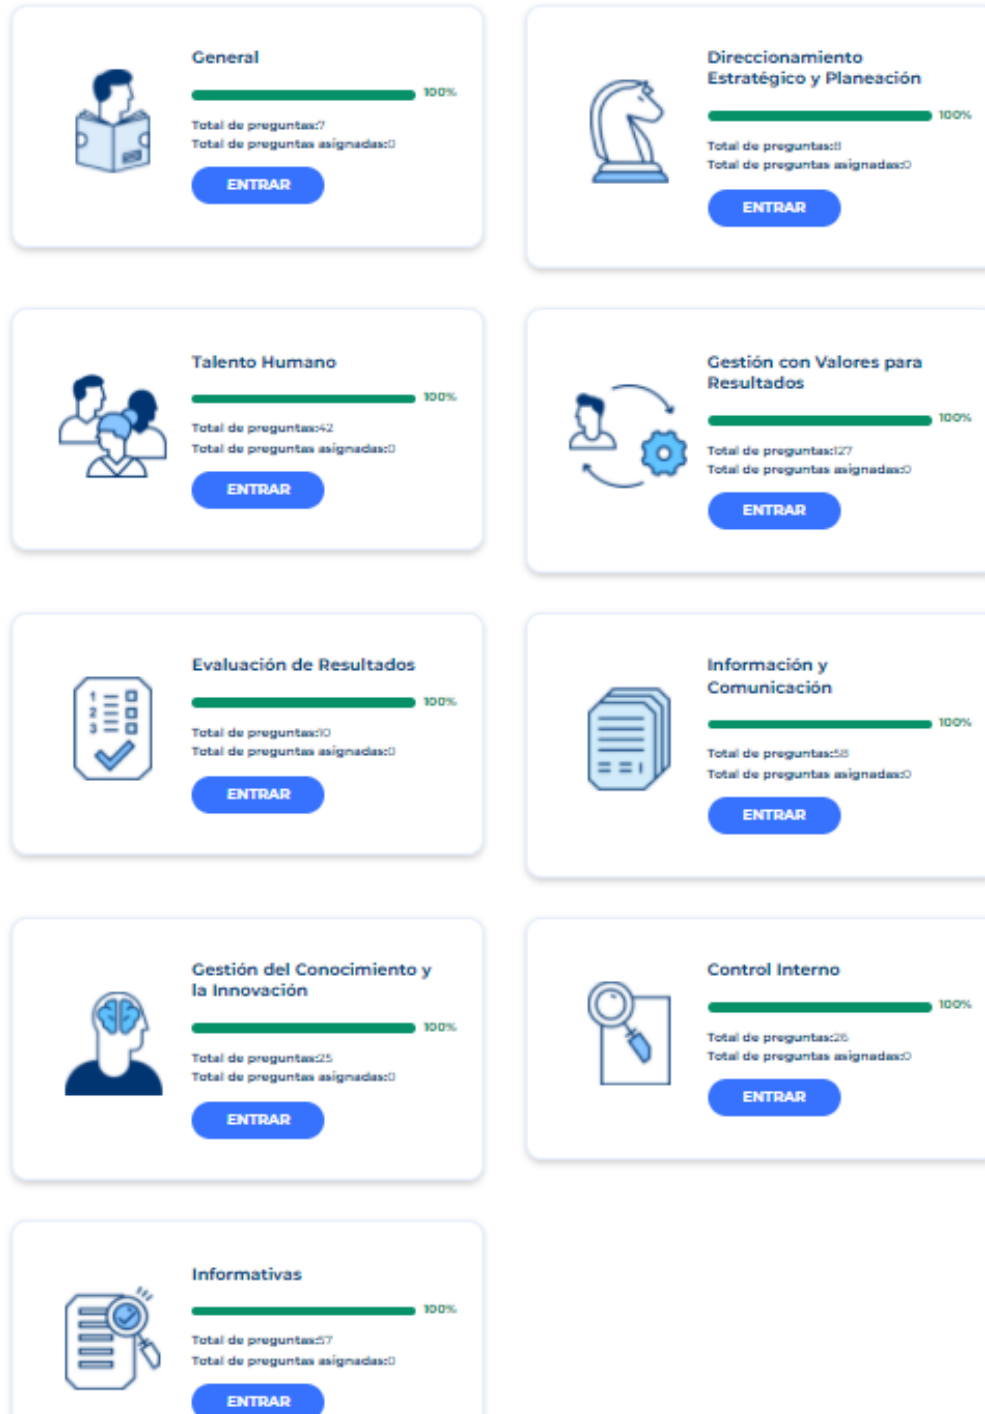 General
100%
Total de preguntas:7
Total de preguntas asignadas:0
ENTRAR
Direccionamiento
Estratégico y Planeación
100%
Total de preguntas:8
Total de preguntas asignadas:0
ENTRAR
Talento Humano
100%
Total de preguntas:42
Total de preguntas asignadas:0
ENTRAR
Gestión con Valores para
Resultados
100%
Total de preguntas:127
Total de preguntas asignadas:0
ENTRAR
1
2
3
Evaluación de Resultados
100%
Total de preguntas:10
Total de preguntas asignadas:0
ENTRAR
Información y
Comunicación
100%
Total de preguntas:58
Total de preguntas asignadas:0
ENTRAR
Gestión del Conocimiento y
la Innovación
100%
Total de preguntas:25
Total de preguntas asignadas:0
ENTRAR
Control Interno
100%
Total de preguntas:26
Total de preguntas asignadas:0
ENTRAR
Informativas
100%
Total de preguntas:57
Total de preguntas asignadas:0
ENTRAR